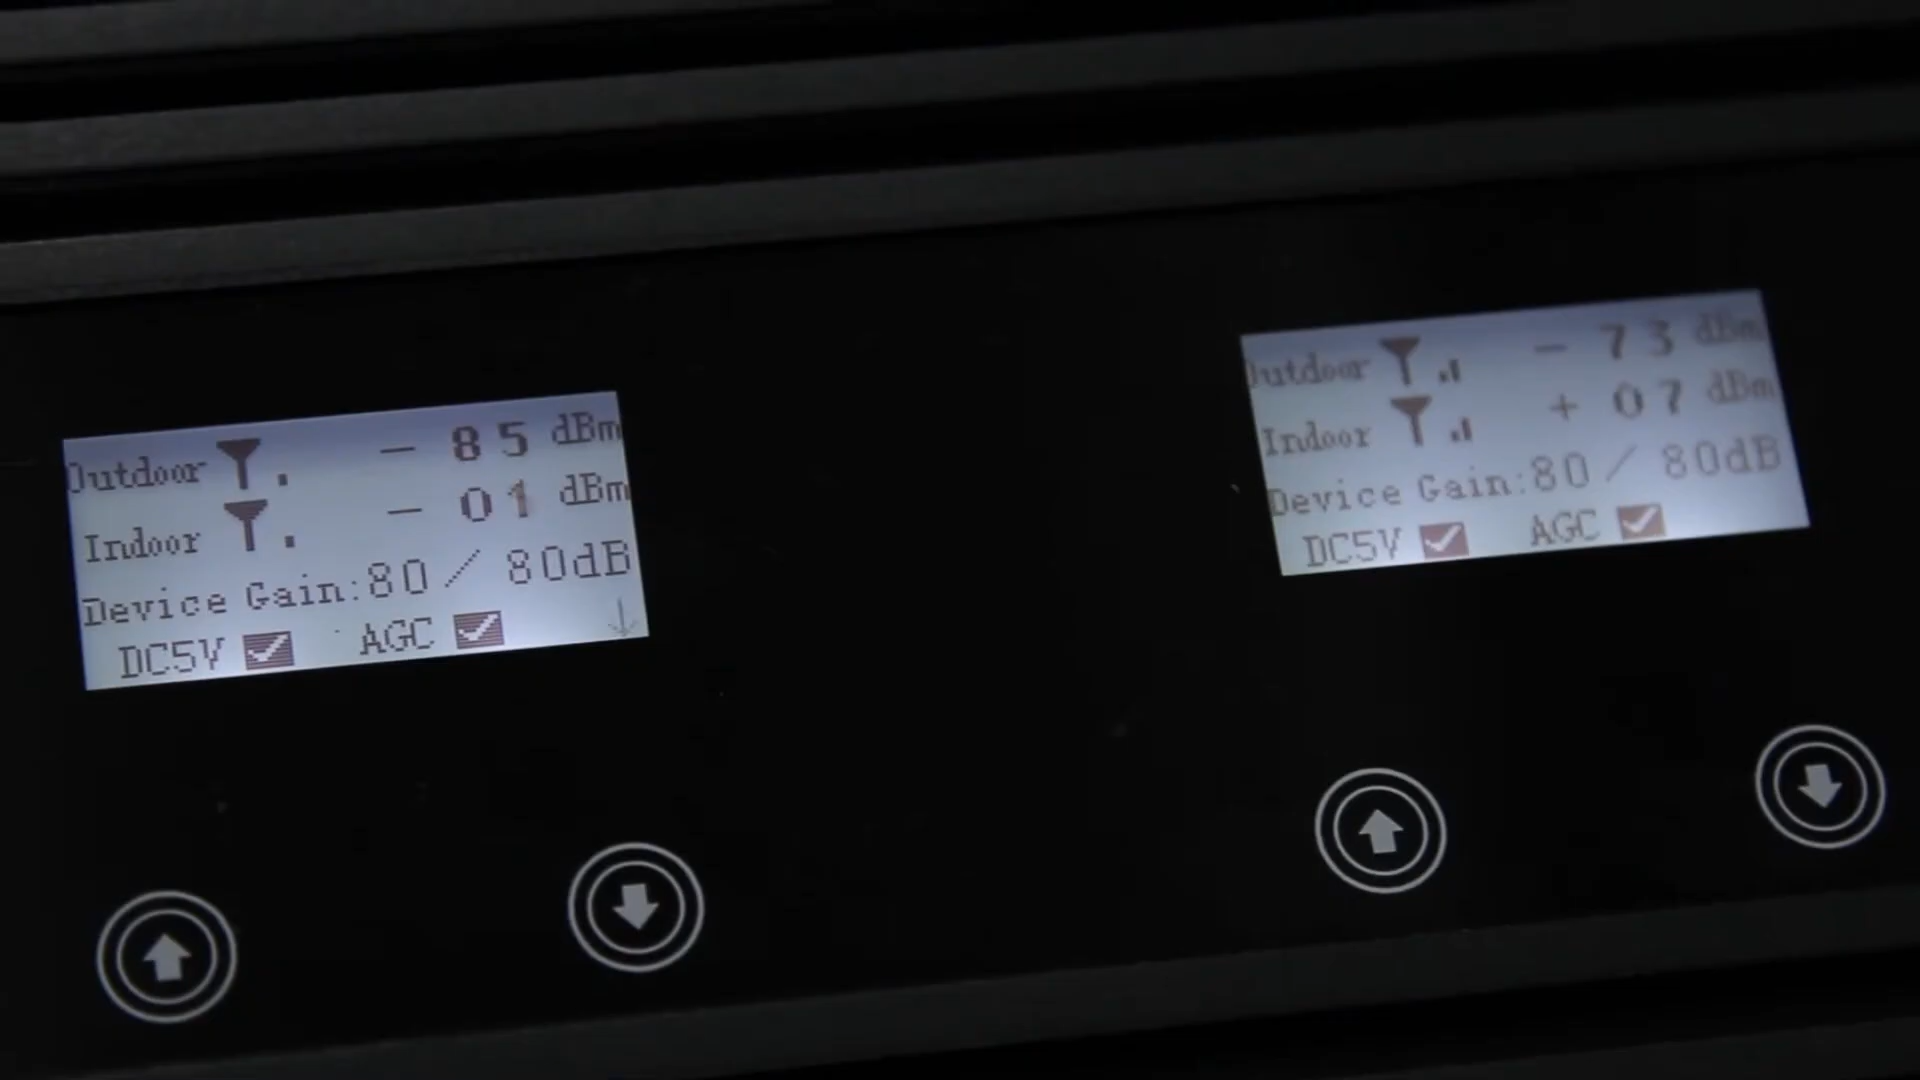 Outdoor - 85 dBm
Indoor - 01 dBm
Device Gain:80 / 80dB
DC5V AGC
Outdoor - 73 dBm
Indoor + 07 dBm
Device Gain:80 / 80dB
DC5V AGC